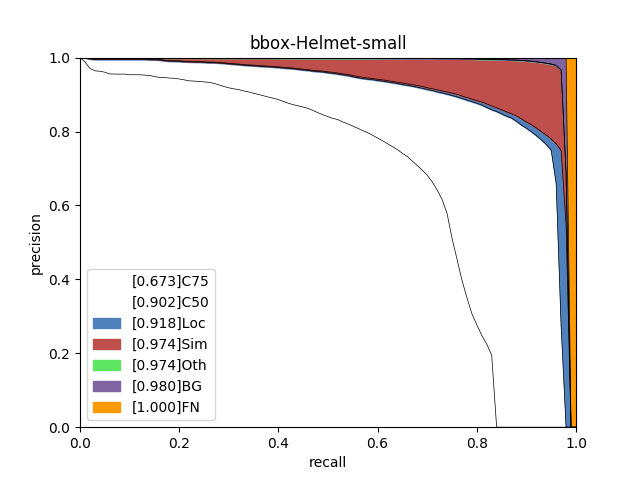 bbox-Helmet-small
precision
1.0
0.8
0.6
0.4
0.2
0.0
[0.673]C75
[0.902]C50
[0.918]Loc
[0.974]Sim
[0.974]Oth
[0.980]BG
[1.000]FN
0.0 0.2 0.4 0.6 0.8 1.0
recall